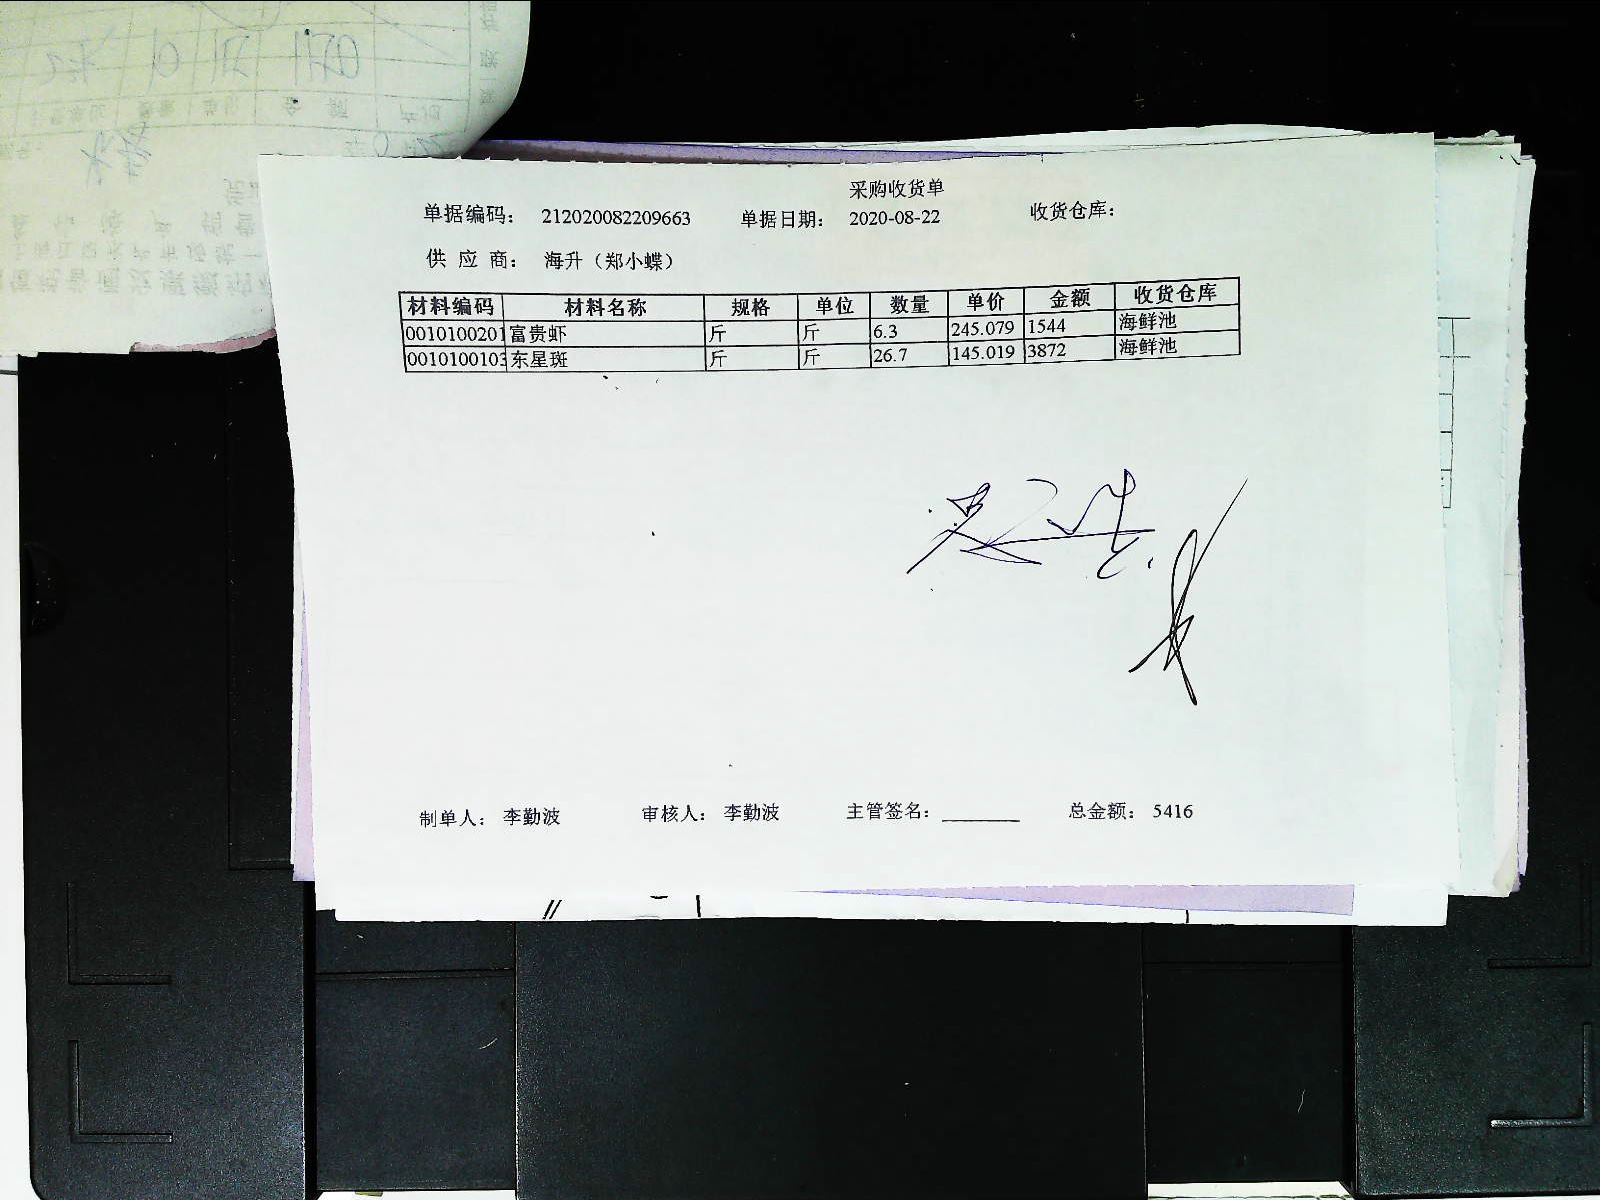 采购收货单
单据编码： 212020082209663 单据日期： 2020-08-22 收货仓库：
供 应 商： 海升（郑小蝶）
材料编码 材料名称 规格 单位 数量 单价 金额 收货仓库
0010100201 富贵虾 斤 斤 6.3 245.079 1544 海鲜池
0010100103 东星斑 斤 斤 26.7 145.019 3872 海鲜池
制单人： 李勤波 审核人： 李勤波 主管签名： 总金额： 5416